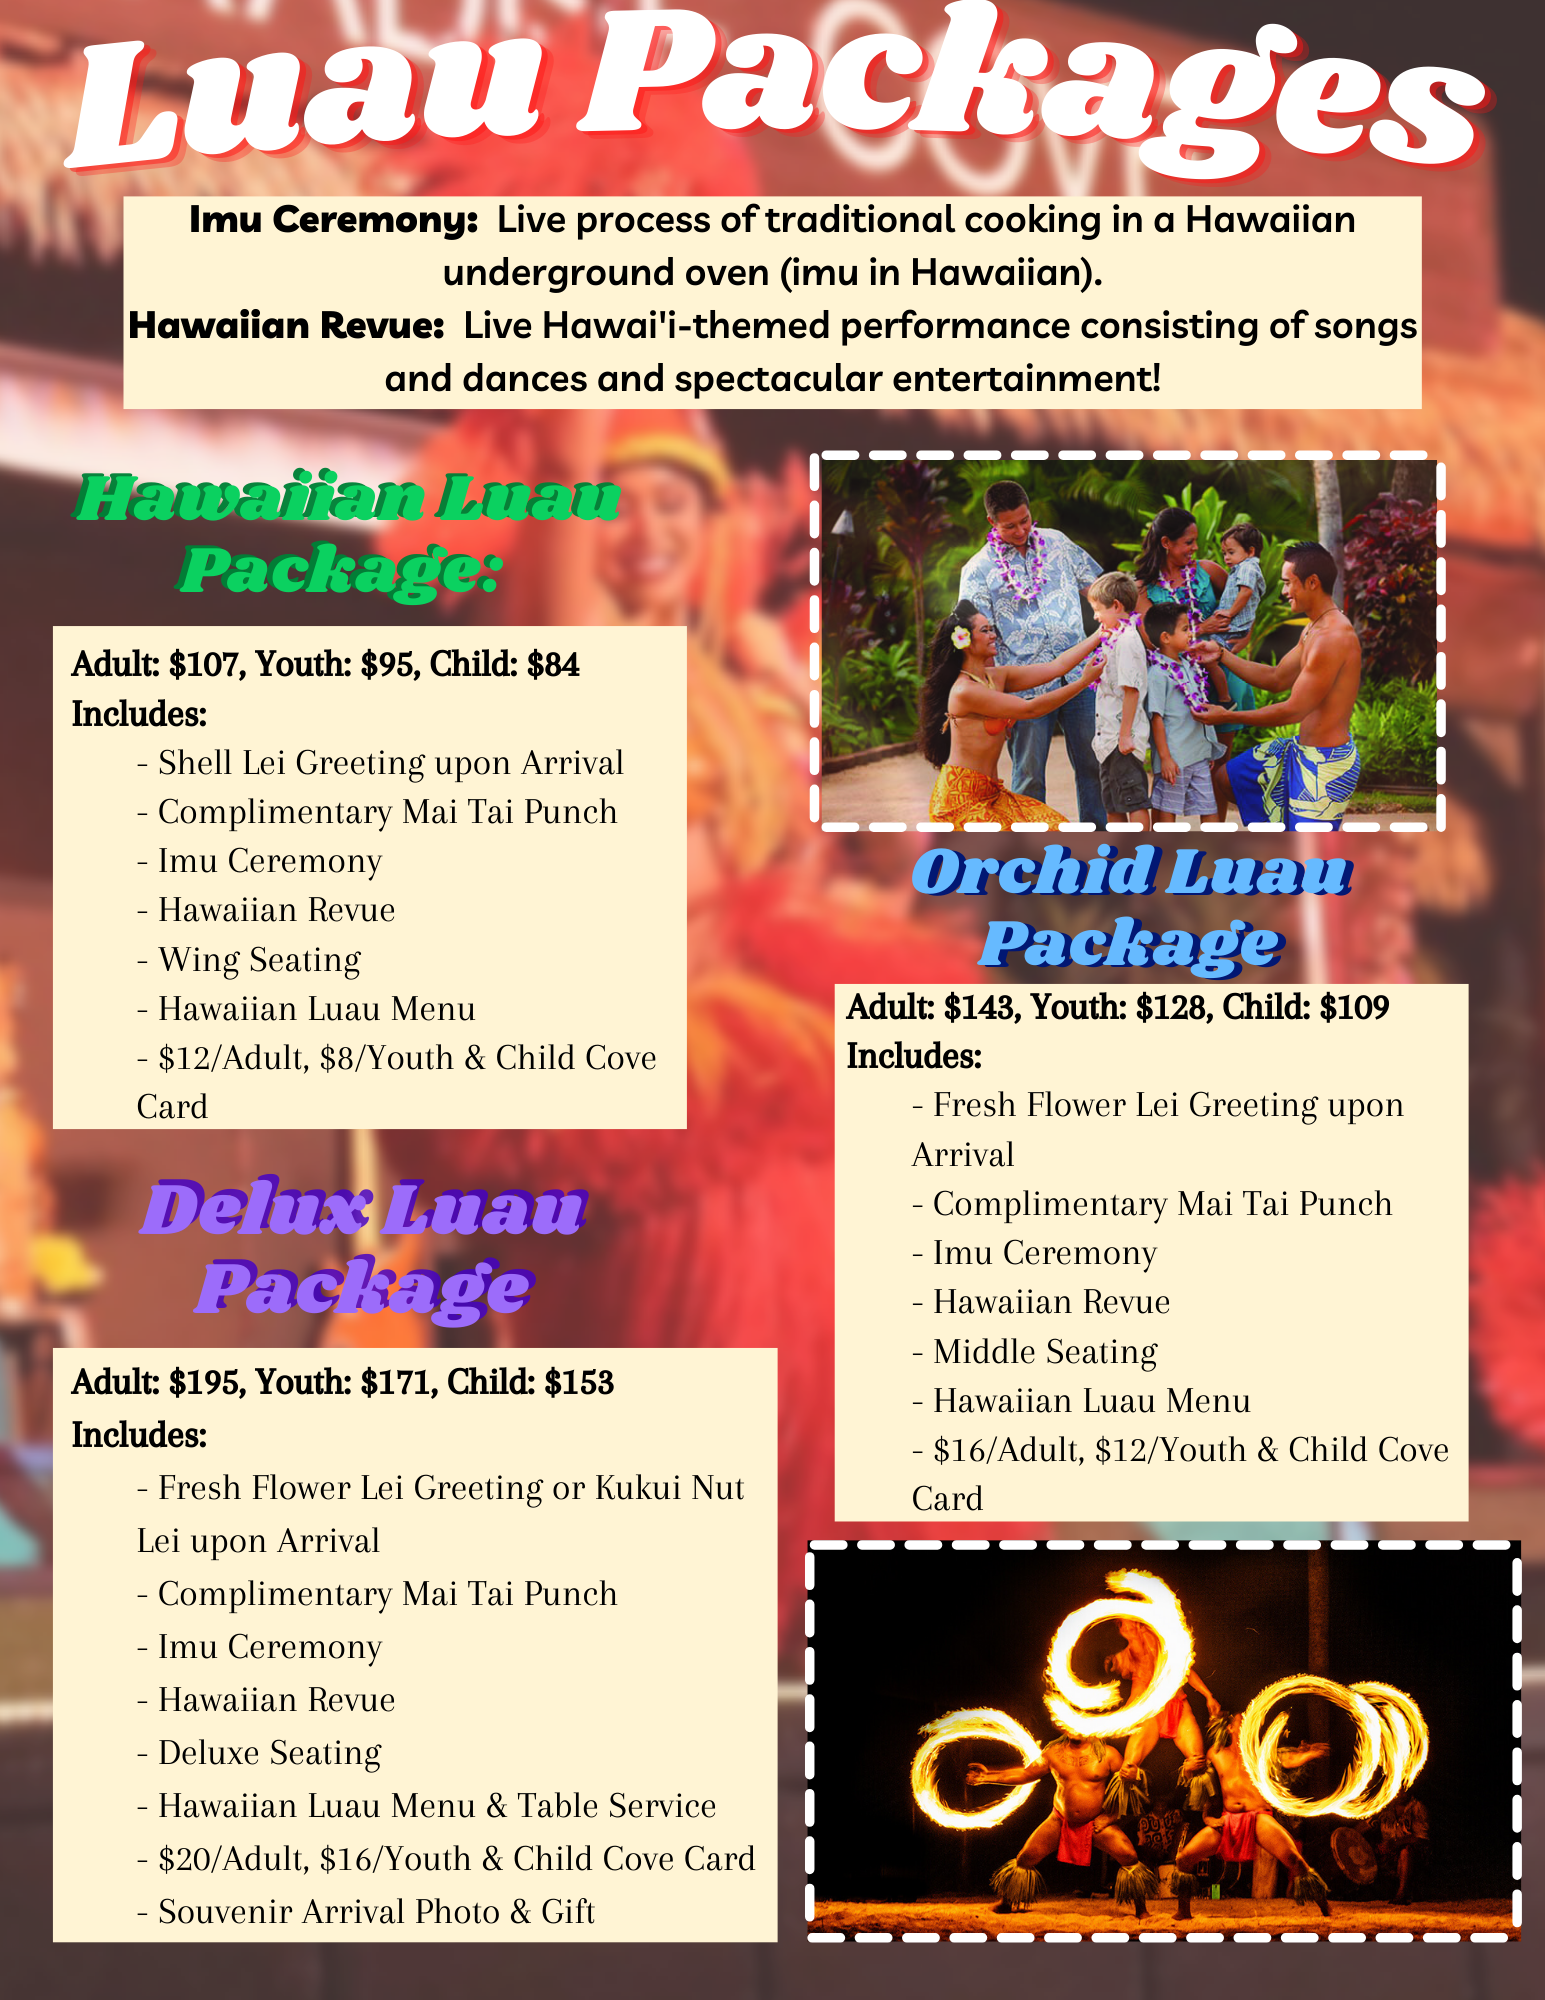 Luau Packages
Imu Ceremony: Live process of traditional cooking in a Hawaiian
underground oven (imu in Hawaiian).
Hawaiian Revue: Live Hawai'i-themed performance consisting of songs
and dances and spectacular entertainment!
Hawaiian Luau
Package:
Adult: $107, Youth: $95, Child: $84
Includes:
- Shell Lei Greeting upon Arrival
- Complimentary Mai Tai Punch
- Imu Ceremony
- Hawaiian Revue
- Wing Seating
- Hawaiian Luau Menu
- $12/Adult, $8/Youth & Child Cove
Card
Orchid Luau
Package
Adult: $143, Youth: $128, Child: $109
Includes:
- Fresh Flower Lei Greeting upon
Arrival
- Complimentary Mai Tai Punch
- Imu Ceremony
- Hawaiian Revue
- Middle Seating
- Hawaiian Luau Menu
- $16/Adult, $12/Youth & Child Cove
Card
Delux Luau
Package
Adult: $195, Youth: $171, Child: $153
Includes:
- Fresh Flower Lei Greeting or Kukui Nut
Lei upon Arrival
- Complimentary Mai Tai Punch
- Imu Ceremony
- Hawaiian Revue
- Deluxe Seating
- Hawaiian Luau Menu & Table Service
- $20/Adult, $16/Youth & Child Cove Card
- Souvenir Arrival Photo & Gift